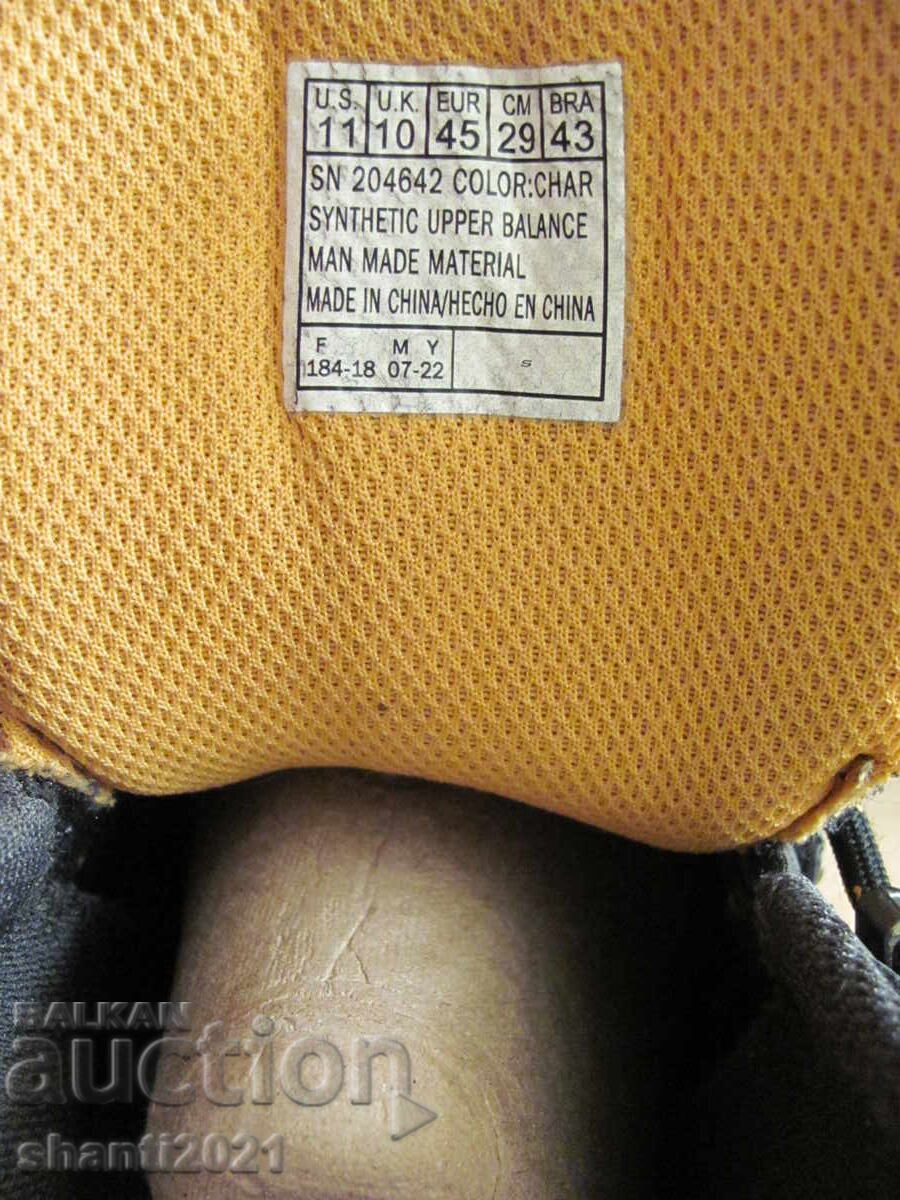 U.S. U.K. EUR CM BRA
11 10 45 29 43
SN 204642 COLOR:CHAR
SYNTHETIC UPPER BALANCE
MAN MADE MATERIAL
MADE IN CHINA/HECHO EN CHINA
F M Y
184-18 07-22
S
BALKAN
auction
shanti2021